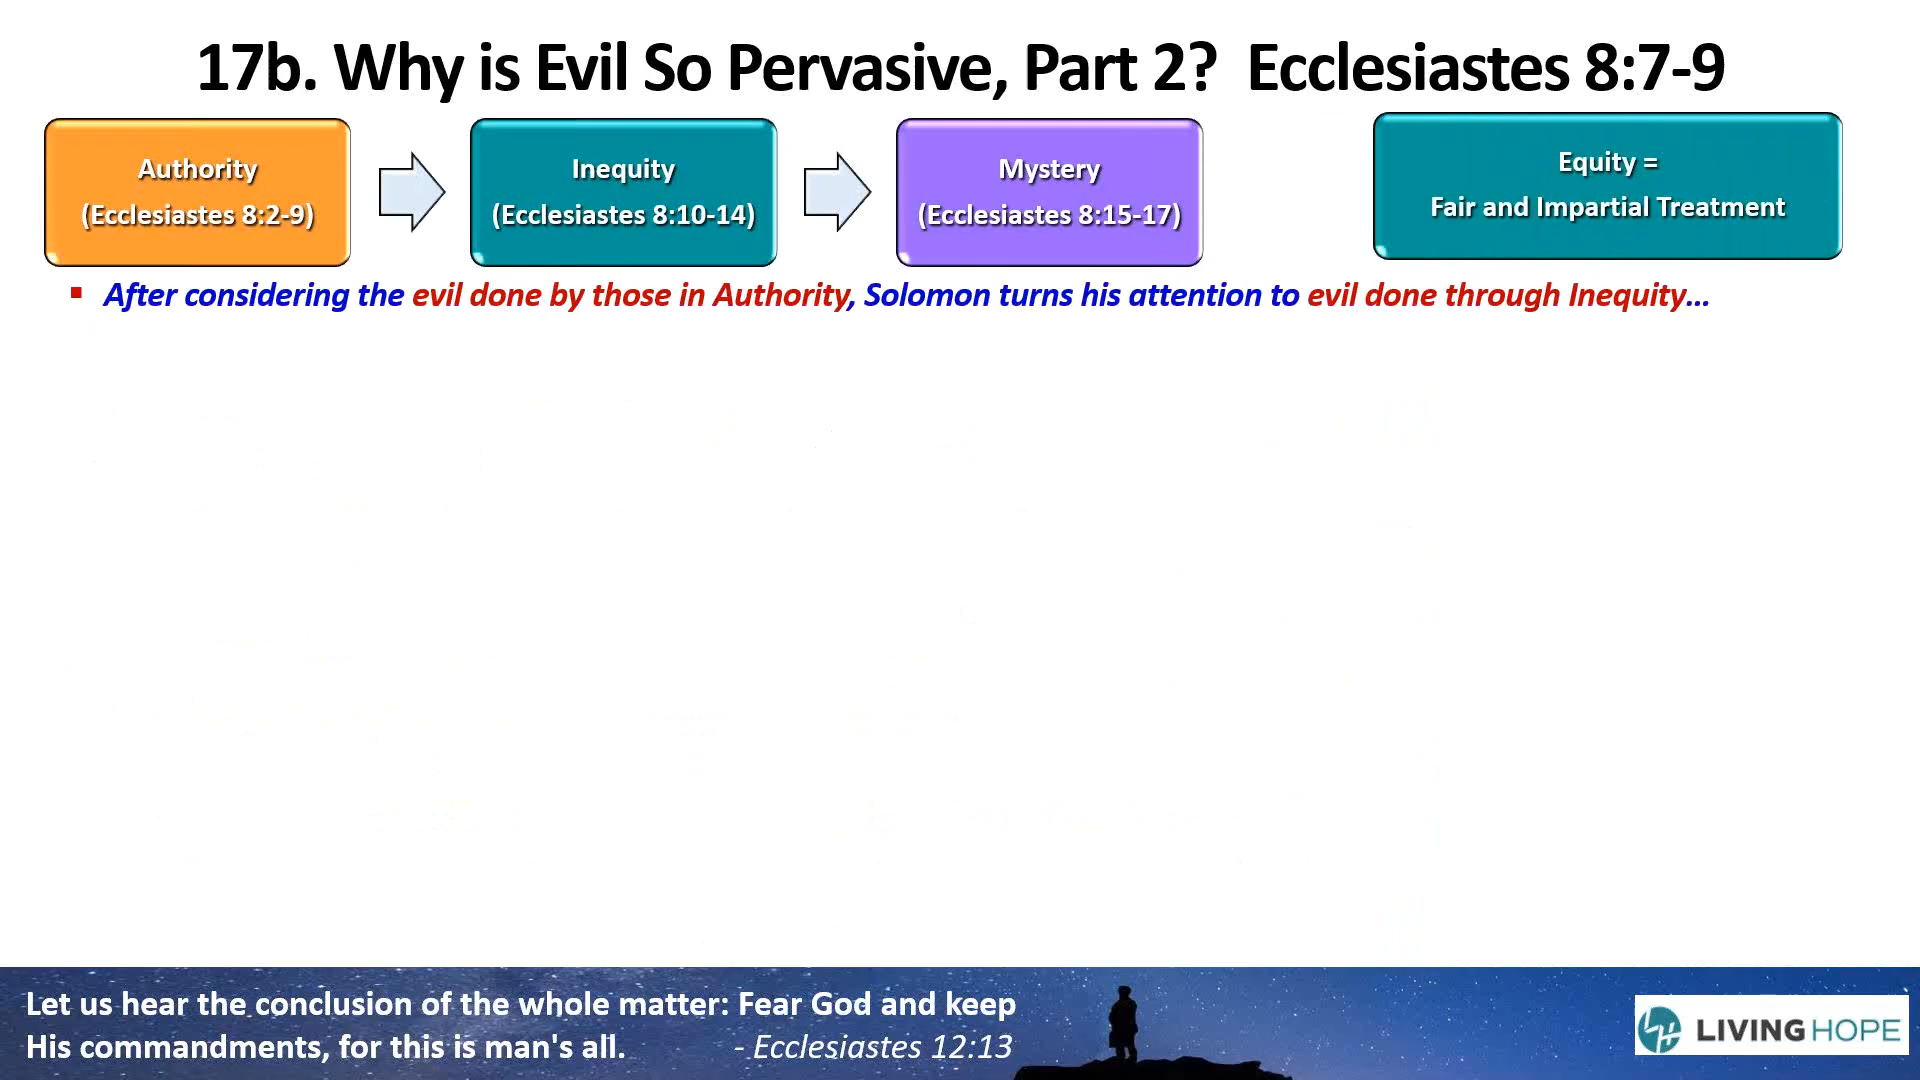 17b. Why is Evil So Pervasive, Part 2?  Ecclesiastes 8:7-9
Authority
(Ecclesiastes 8:2-9)
Inequity
(Ecclesiastes 8:10-14)
Mystery
(Ecclesiastes 8:15-17)
Equity =
Fair and Impartial Treatment
▪ After considering the evil done by those in Authority, Solomon turns his attention to evil done through Inequity...
Let us hear the conclusion of the whole matter: Fear God and keep
His commandments, for this is man's all. - Ecclesiastes 12:13
LH LIVING HOPE